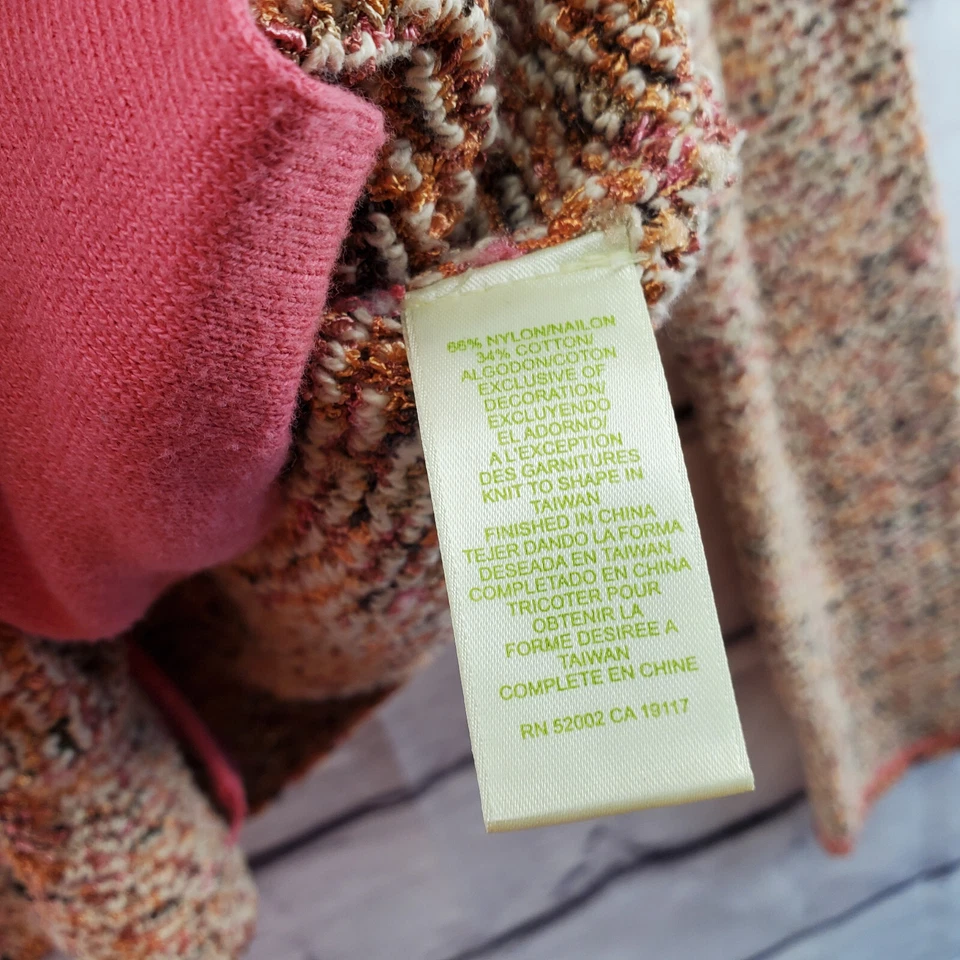 66% NYLON/NAILON
34% COTTON/
ALGODON/COTON
EXCLUSIVE OF
DECORATION/
EXCLUYENDO
EL ADORNO/
A L'EXCEPTION
DES GARNITURES
KNIT TO SHAPE IN
TAIWAN
FINISHED IN CHINA
TEJER DANDO LA FORMA
DESEADA EN TAIWAN
COMPLETADO EN CHINA
TRICOTER POUR
OBTENIR LA
FORME DESIREE A
TAIWAN
COMPLETE EN CHINE
RN 52002 CA 19117